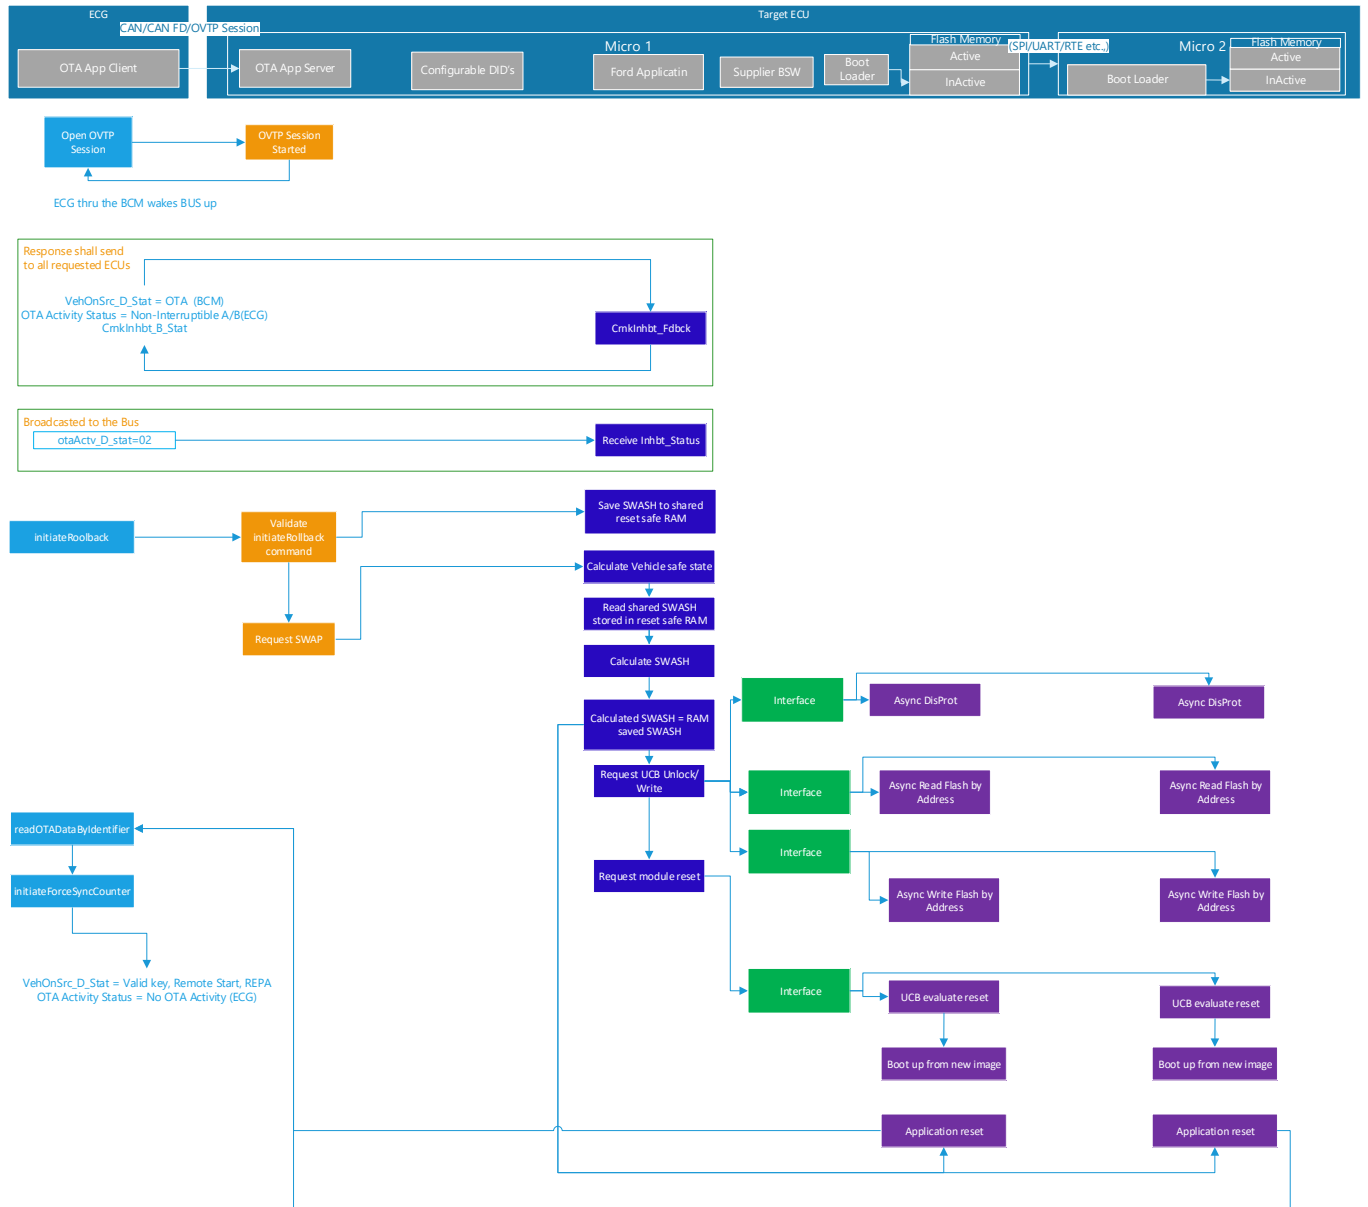 ECG
Target ECU
CAN/CAN FD/OVTP Session
Micro 1
Flash Memory
(SPI/UART/RTE etc.,)
Micro 2
Flash Memory
OTA App Client
OTA App Server
Configurable DID's
Ford Applicatin
Supplier BSW
Boot
Loader
Active
InActive
Boot Loader
Active
InActive
Open OVTP
Session
OVTP Session
Started
ECG thru the BCM wakes BUS up
Response shall send
to all requested ECUs
VehOnSrc_D_Stat = OTA  (BCM)
OTA Activity Status = Non-Interruptible A/B(ECG)
CrnkInhbt_B_Stat
CrnkInhbt_Fdbck
Broadcasted to the Bus
otaActv_D_stat=02
Receive Inhbt_Status
Save SWASH to shared
reset safe RAM
initiateRoolback
Validate
initiateRollback
command
Calculate Vehicle safe state
Read shared SWASH
stored in reset safe RAM
Request SWAP
Calculate SWASH
Interface
Async DisProt
Async DisProt
Calculated SWASH = RAM
saved SWASH
Request UCB Unlock/
Write
Interface
Async Read Flash by
Address
Async Read Flash by
Address
readOTADataByIdentifier
Interface
Request module reset
initiateForceSyncCounter
Async Write Flash by
Address
Async Write Flash by
Address
VehOnSrc_D_Stat = Valid key, Remote Start, REPA
OTA Activity Status = No OTA Activity (ECG)
Interface
UCB evaluate reset
UCB evaluate reset
Boot up from new image
Boot up from new image
Application reset
Application reset